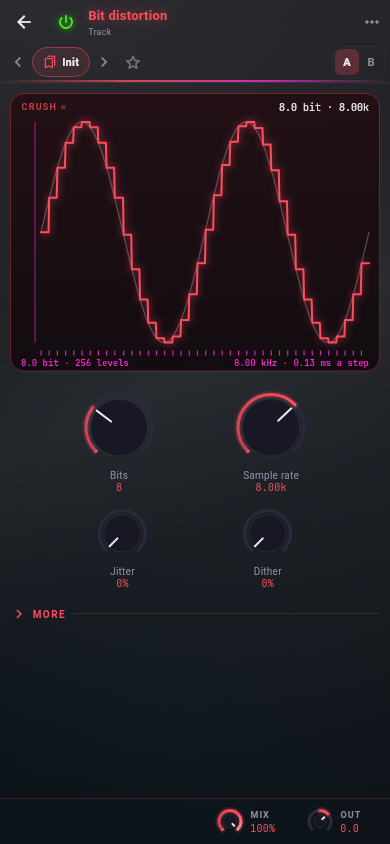 Bit distortion
Track
Init
A B
CRUSH ≈
8.0 bit · 8.00k
8.0 bit · 256 levels
8.00 kHz · 0.13 ms a step
Bits
8
Sample rate
8.00k
Jitter
0%
Dither
0%
MORE
MIX
100%
OUT
0.0